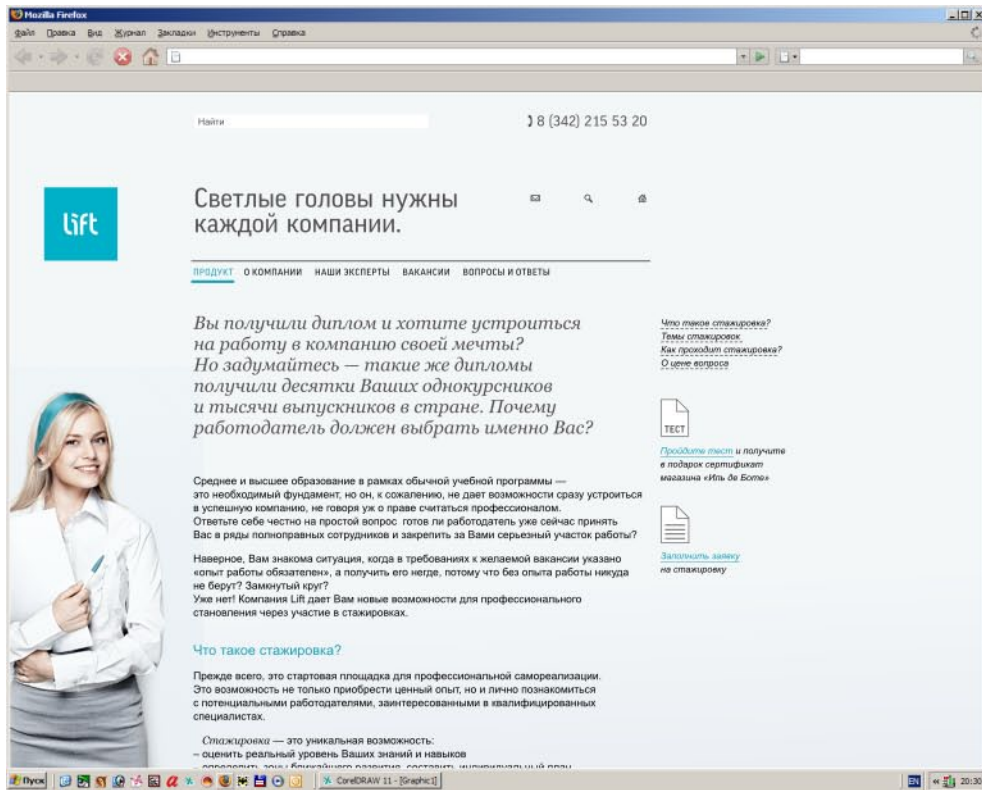 Mozilla Firefox
Файл Правка Вид Журнал Закладки Инструменты Справка
Найти
8 (342) 215 53 20
lift
Светлые головы нужны
каждой компании.
ПРОДУКТ О КОМПАНИИ НАШИ ЭКСПЕРТЫ ВАКАНСИИ ВОПРОСЫ И ОТВЕТЫ
Вы получили диплом и хотите устроиться
на работу в компанию своей мечты?
Но задумайтесь — такие же дипломы
получили десятки Ваших однокурсников
и тысячи выпускников в стране. Почему
работодатель должен выбрать именно Вас?
Среднее и высшее образование в рамках обычной учебной программы —
это необходимый фундамент, но он, к сожалению, не дает возможности сразу устроиться
в успешную компанию, не говоря уж о праве считаться профессионалом.
Ответьте себе честно на простой вопрос готов ли работодатель уже сейчас принять
Вас в ряды полноправных сотрудников и закрепить за Вами серьезный участок работы?
Наверное, Вам знакома ситуация, когда в требованиях к желаемой вакансии указано
«опыт работы обязателен», а получить его негде, потому что без опыта работы никуда
не берут? Замкнутый круг?
Уже нет! Компания Lift дает Вам новые возможности для профессионального
становления через участие в стажировках.
Что такое стажировка?
Прежде всего, это стартовая площадка для профессиональной самореализации.
Это возможность не только приобрести ценный опыт, но и лично познакомиться
с потенциальными работодателями, заинтересованными в квалифицированных
специалистах.
Стажировка — это уникальная возможность:
– оценить реальный уровень Ваших знаний и навыков
– определить зоны ближайшего развития, составить индивидуальный план
Что такое стажировка?
Темы стажировок
Как проходит стажировка?
О цене вопроса
ТЕСТ
Пройдите тест и получите
в подарок сертификат
магазина «Иль де Ботэ»
Заполнить заявку
на стажировку
Пуск
CorelDRAW 11 - [Graphic1]
EN
20:30